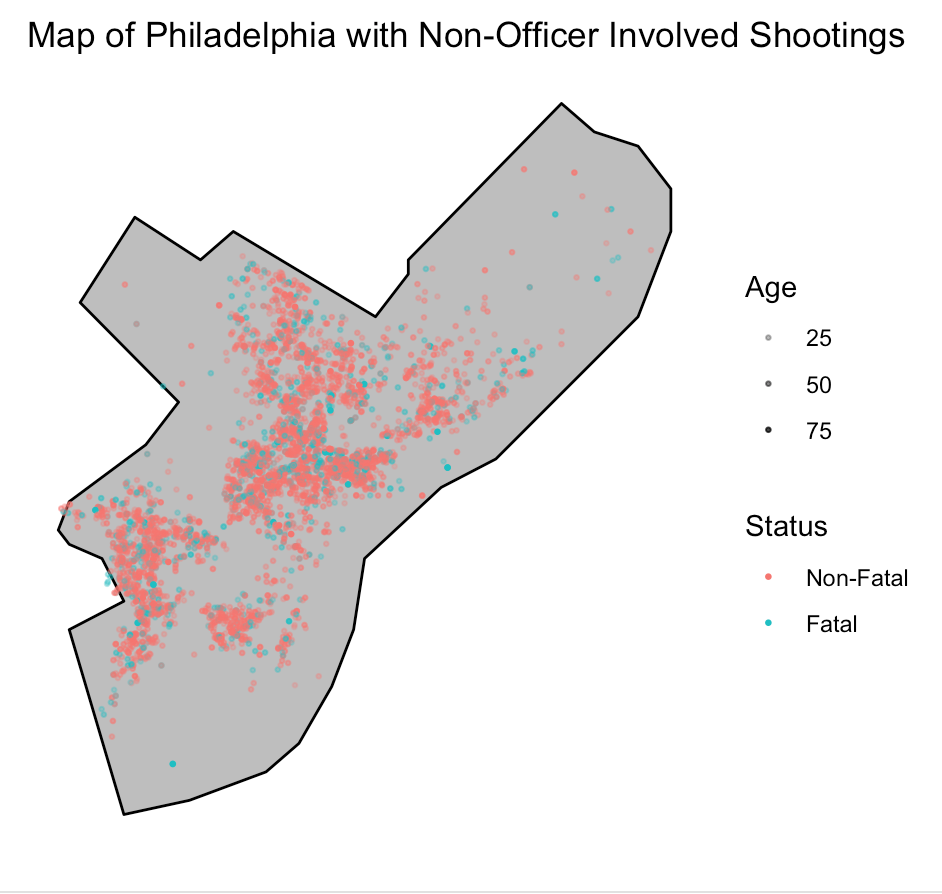 Map of Philadelphia with Non-Officer Involved Shootings
Age
25
50
75
Status
Non-Fatal
Fatal